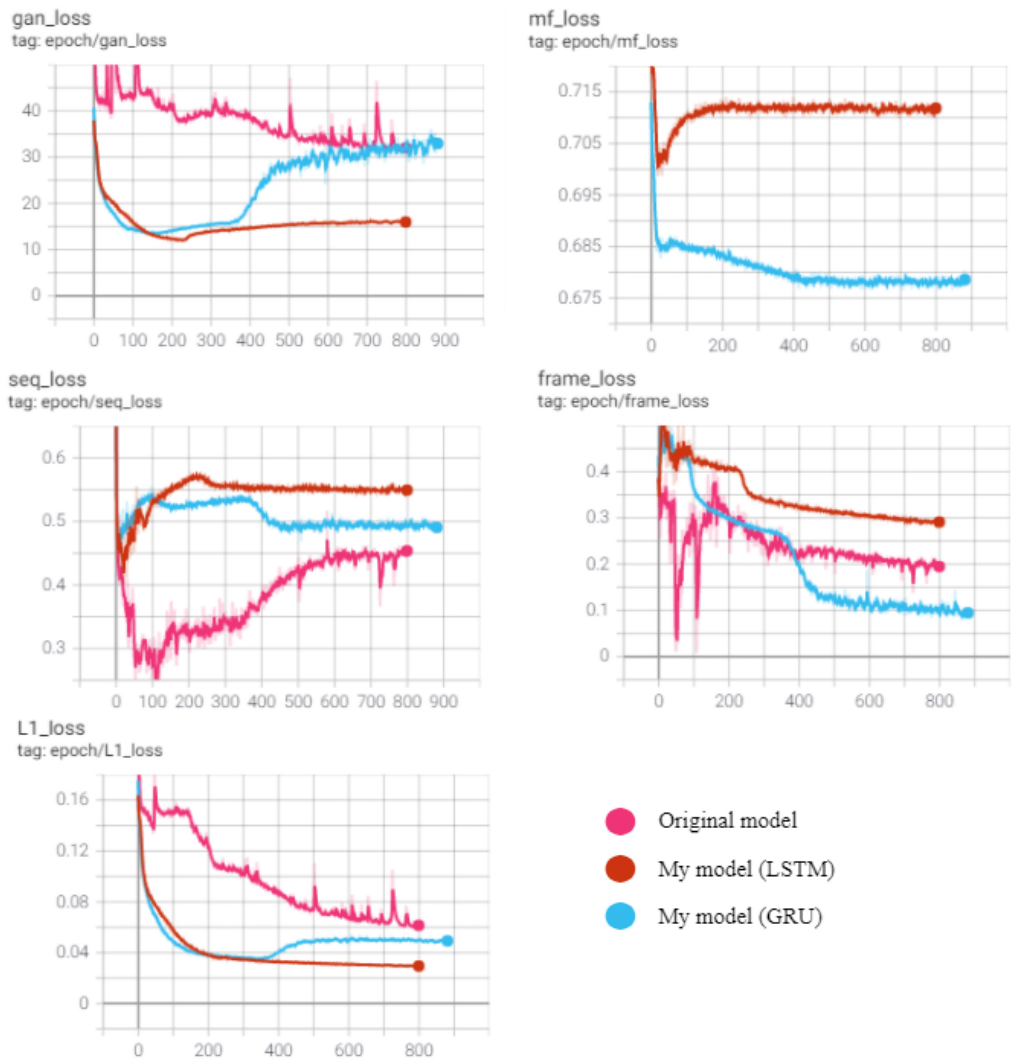 gan_loss
tag: epoch/gan_loss
40
30
20
10
0
0 100 200 300 400 500 600 700 800 900
mf_loss
tag: epoch/mf_loss
0.715
0.705
0.695
0.685
0.675
0 200 400 600 800
seq_loss
tag: epoch/seq_loss
0.6
0.5
0.4
0.3
0 100 200 300 400 500 600 700 800 900
frame_loss
tag: epoch/frame_loss
0.4
0.3
0.2
0.1
0
0 200 400 600 800
L1_loss
tag: epoch/L1_loss
0.16
0.12
0.08
0.04
0
0 200 400 600 800
Original model
My model (LSTM)
My model (GRU)